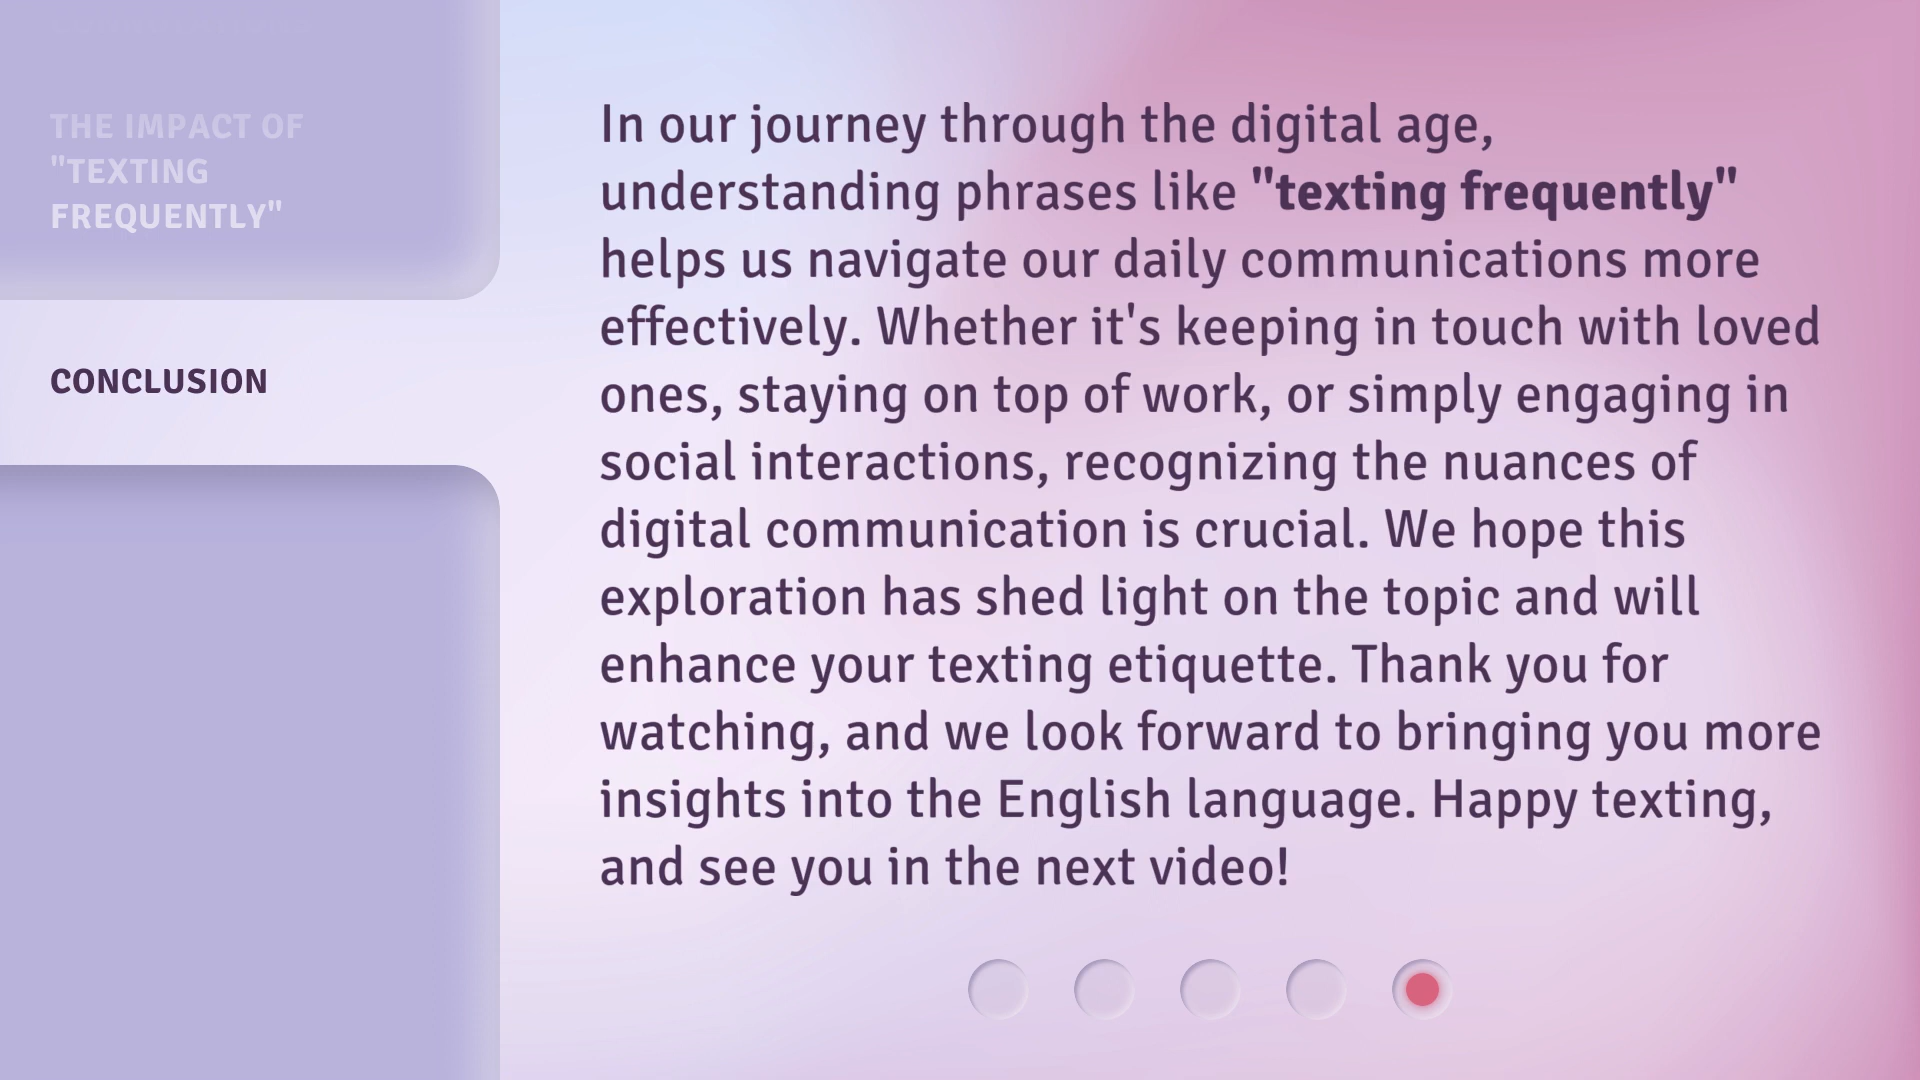 THE IMPACT OF
"TEXTING
FREQUENTLY"
CONCLUSION
In our journey through the digital age,
understanding phrases like "texting frequently"
helps us navigate our daily communications more
effectively. Whether it's keeping in touch with loved
ones, staying on top of work, or simply engaging in
social interactions, recognizing the nuances of
digital communication is crucial. We hope this
exploration has shed light on the topic and will
enhance your texting etiquette. Thank you for
watching, and we look forward to bringing you more
insights into the English language. Happy texting,
and see you in the next video!